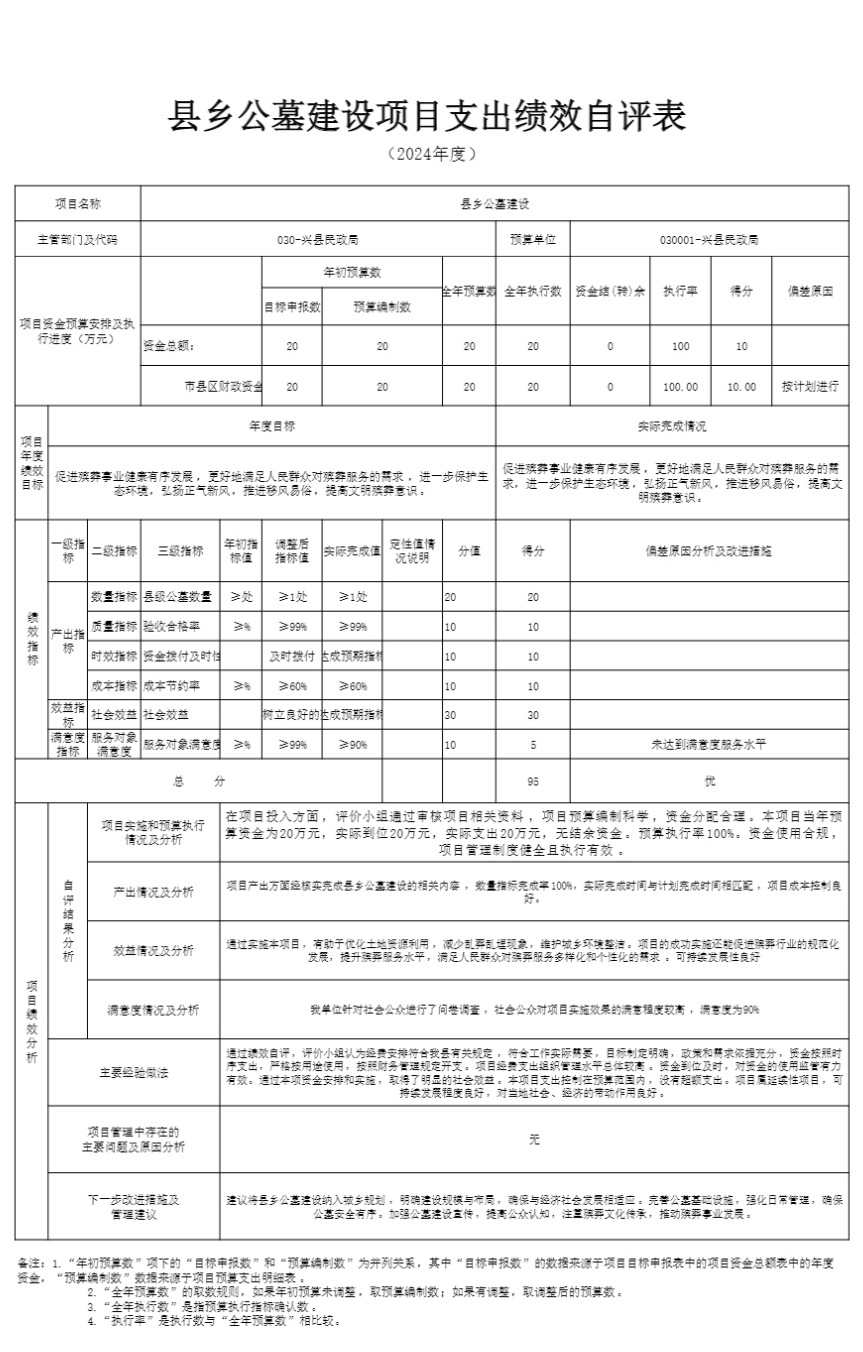 县乡公墓建设项目支出绩效自评表
（2024年度）
项目名称 县乡公墓建设
主管部门及代码 030-兴县民政局 预算单位 030001-兴县民政局
项目资金预算安排及执
行进度（万元）
年初预算数 全年预算数 全年执行数 资金结(转)余 执行率 得分 偏差原因
目标申报数 预算编制数
资金总额： 20 20 20 20 0 100 10
市县区财政资金 20 20 20 20 0 100.00 10.00 按计划进行
项目
年度
绩效
目标
年度目标 实际完成情况
促进殡葬事业健康有序发展，更好地满足人民群众对殡葬服务的需求，进一步保护生
态环境，弘扬正气新风，推进移风易俗，提高文明殡葬意识。
促进殡葬事业健康有序发展，更好地满足人民群众对殡葬服务的需
求，进一步保护生态环境，弘扬正气新风，推进移风易俗，提高文
明殡葬意识。
绩
效
指
标
一级指
标
二级指标 三级指标
年初指
标值
调整后
指标值
实际完成值
定性值情
况说明
分值 得分 偏差原因分析及改进措施
产出指
标
数量指标 县级公墓数量 ≥处 ≥1处 ≥1处 20 20
质量指标 验收合格率 ≥% ≥99% ≥99% 10 10
时效指标 资金拨付及时性 及时拨付 达成预期指标 10 10
成本指标 成本节约率 ≥% ≥60% ≥60% 10 10
效益指
标
社会效益 社会效益 树立良好的 达成预期指标 30 30
满意度
指标
服务对象
满意度
服务对象满意度 ≥% ≥99% ≥90% 10 5 未达到满意度服务水平
总 分 95 优
项
目
绩
效
分
析
自
评
结
果
分
析
项目实施和预算执行
情况及分析
在项目投入方面，评价小组通过审核项目相关资料，项目预算编制科学，资金分配合理。本项目当年预
算资金为20万元，实际到位20万元，实际支出20万元，无结余资金。预算执行率100%。资金使用合规，
项目管理制度健全且执行有效。
产出情况及分析
项目产出方面经核实完成县乡公墓建设的相关内容，数量指标完成率100%，实际完成时间与计划完成时间相匹配，项目成本控制良
好。
效益情况及分析
通过实施本项目，有助于优化土地资源利用，减少乱葬乱埋现象，维护城乡环境整洁。项目的成功实施还能促进殡葬行业的规范化
发展，提升殡葬服务水平，满足人民群众对殡葬服务多样化和个性化的需求。可持续发展性良好
满意度情况及分析
我单位针对社会公众进行了问卷调查，社会公众对项目实施效果的满意程度较高，满意度为90%
主要经验做法
通过绩效自评，评价小组认为经费安排符合我县有关规定，符合工作实际需要，目标制定明确，政策和需求依据充分，资金按照时
序支出，严格按用途使用，按照财务管理规定开支。项目经费支出组织管理水平总体较高。资金到位及时，对资金的使用监管有力
有效。通过本项资金安排和实施，取得了明显的社会效益。本项目支出控制在预算范围内，没有超额支出。项目属延续性项目，可
持续发展程度良好，对当地社会、经济的带动作用良好。
项目管理中存在的
主要问题及原因分析
无
下一步改进措施及
管理建议
建议将县乡公墓建设纳入城乡规划，明确建设规模与布局，确保与经济社会发展相适应。完善公墓基础设施，强化日常管理，确保
公墓安全有序。加强公墓建设宣传，提高公众认知，注重殡葬文化传承，推动殡葬事业发展。
备注：1.“年初预算数”项下的“目标申报数”和“预算编制数”为并列关系，其中“目标申报数”的数据来源于项目目标申报表中的项目资金总额表中的年度
资金，“预算编制数”数据来源于项目预算支出明细表。
2.“全年预算数”的取数规则，如果年初预算未调整，取预算编制数；如果有调整，取调整后的预算数。
3.“全年执行数”是指预算执行指标确认数。
4.“执行率”是执行数与“全年预算数”相比较。